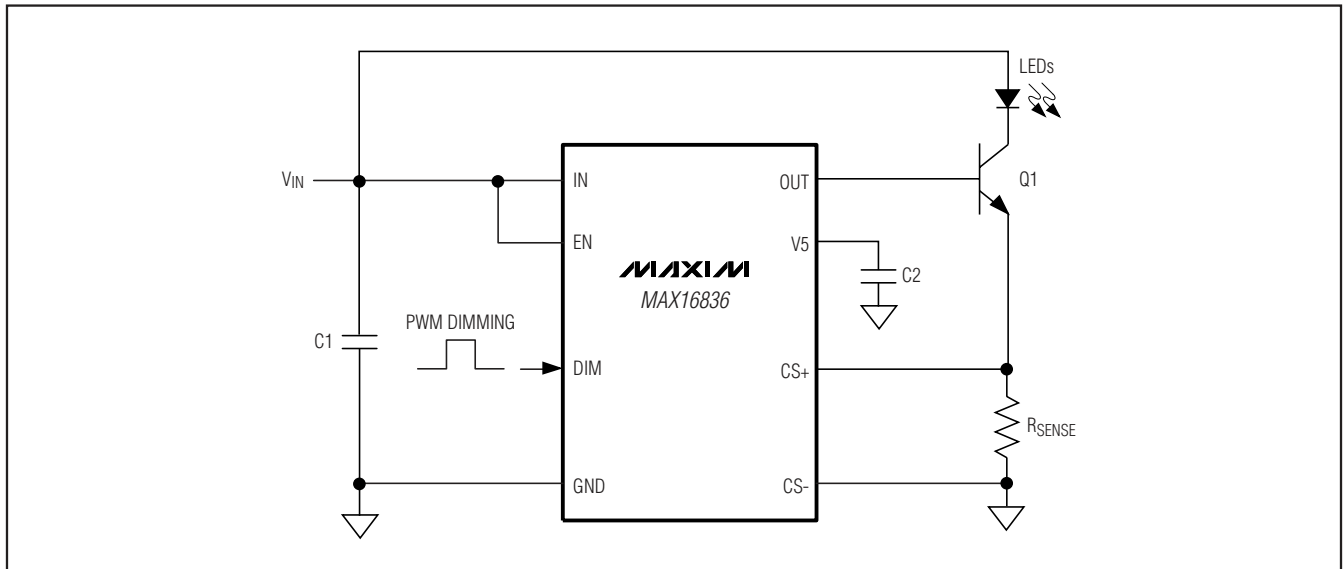 LEDs
VIN
IN
OUT
Q1
EN
V5
MAXIM
MAX16836
C2
PWM DIMMING
C1
DIM
CS+
RSENSE
GND
CS-